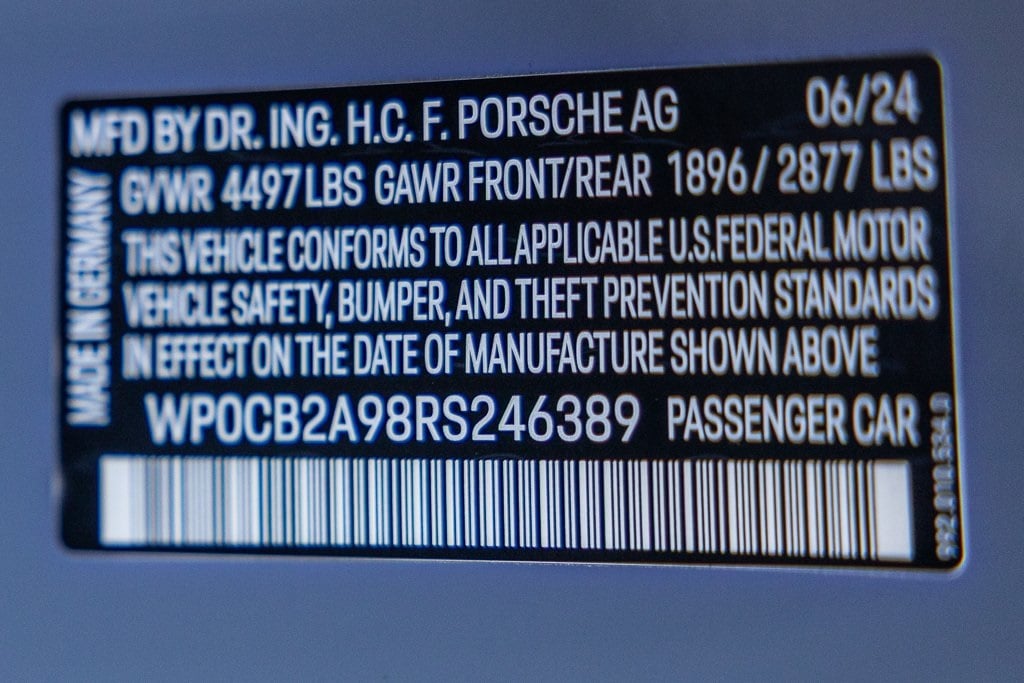 MFD BY DR. ING. H.C. F. PORSCHE AG 06/24
GVWR 4497 LBS GAWR FRONT/REAR 1896 / 2877 LBS
THIS VEHICLE CONFORMS TO ALL APPLICABLE U.S.FEDERAL MOTOR
VEHICLE SAFETY, BUMPER, AND THEFT PREVENTION STANDARDS
IN EFFECT ON THE DATE OF MANUFACTURE SHOWN ABOVE
WP0CB2A98RS246389 PASSENGER CAR
MADE IN GERMANY